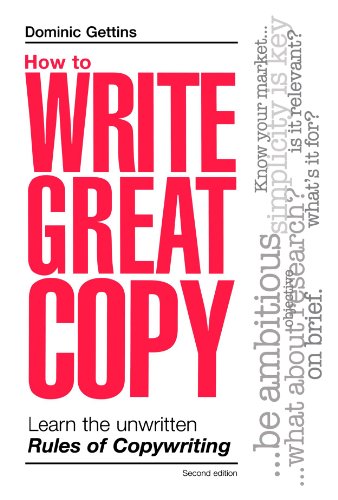 Dominic Gettins
How to
WRITE
GREAT
COPY
Learn the unwritten
Rules of Copywriting
Second edition
...be ambitious
simplicity is key
Know your market...
is it relevant?
...what about research?
objective
what's it for?
on brief.